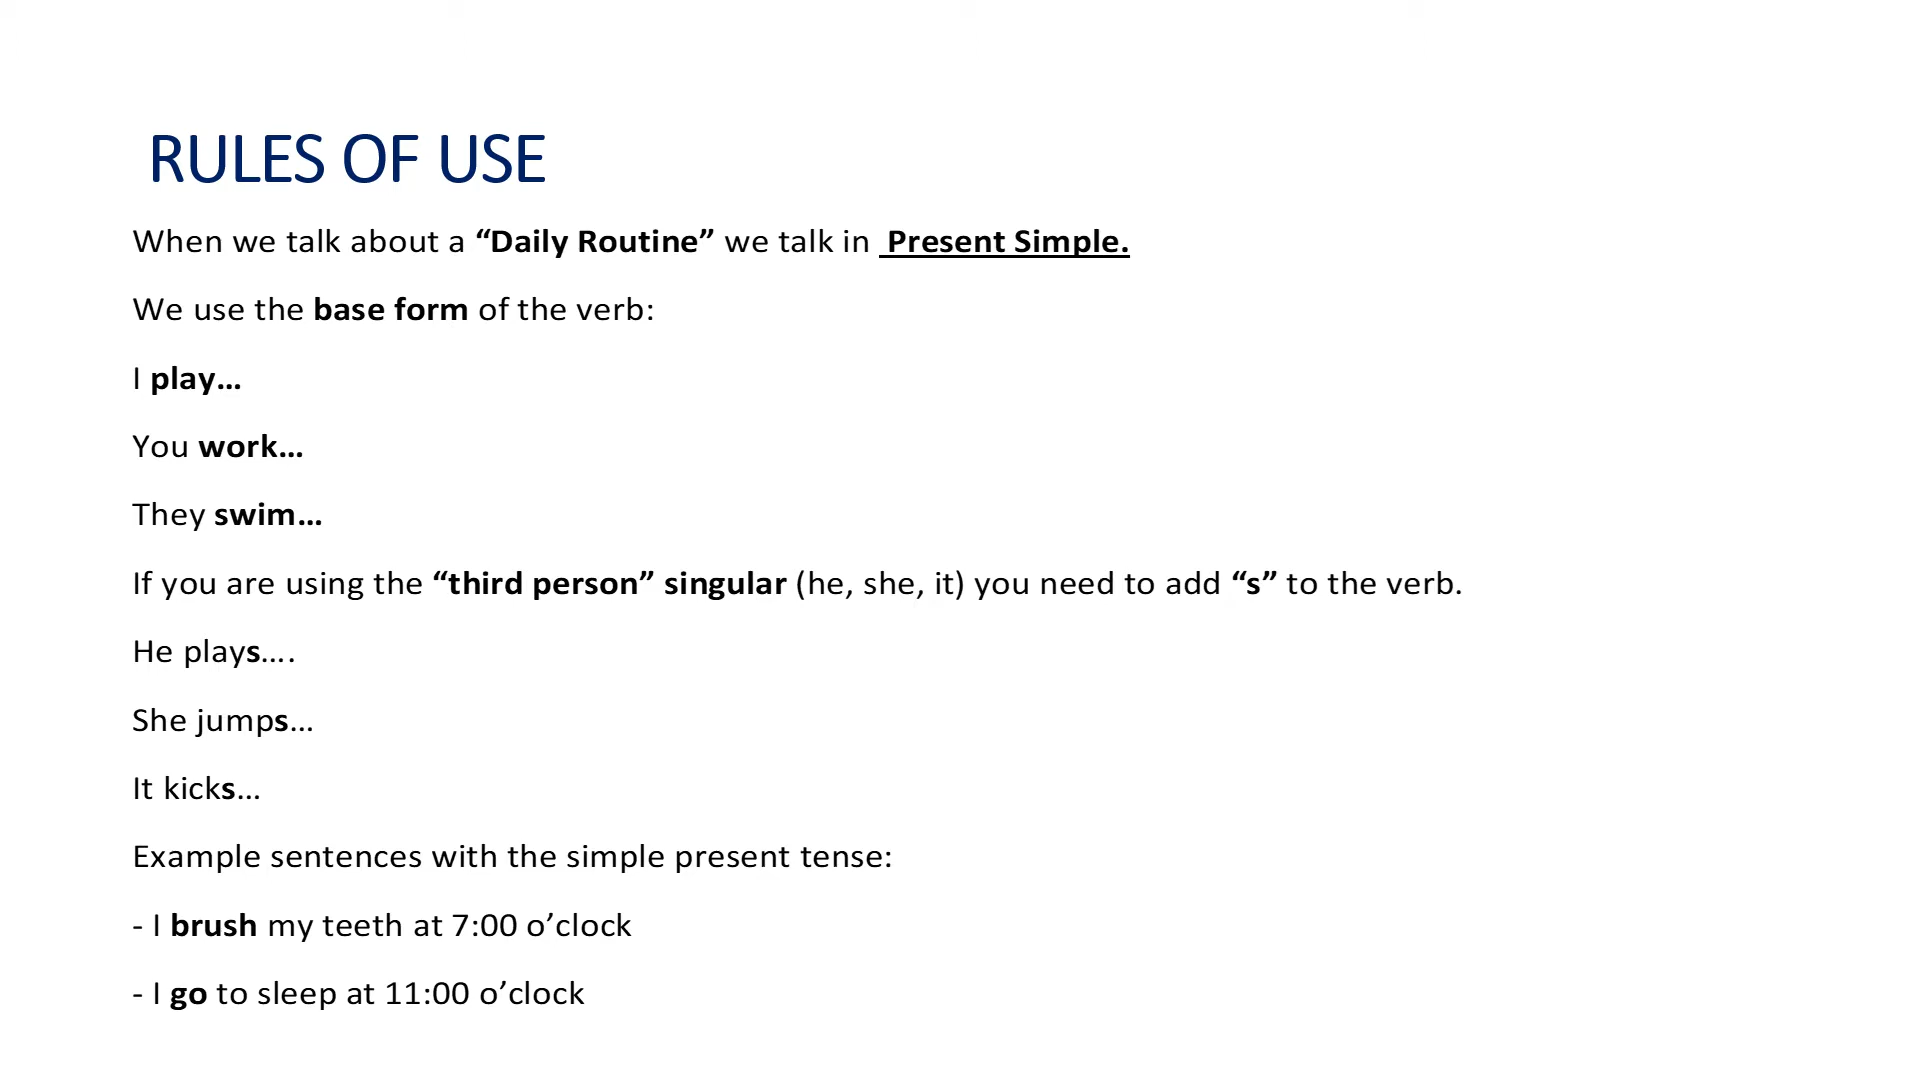 RULES OF USE
When we talk about a “Daily Routine” we talk in Present Simple.
We use the base form of the verb:
I play…
You work…
They swim…
If you are using the “third person” singular (he, she, it) you need to add “s” to the verb.
He plays….
She jumps…
It kicks…
Example sentences with the simple present tense:
- I brush my teeth at 7:00 o’clock
- I go to sleep at 11:00 o’clock